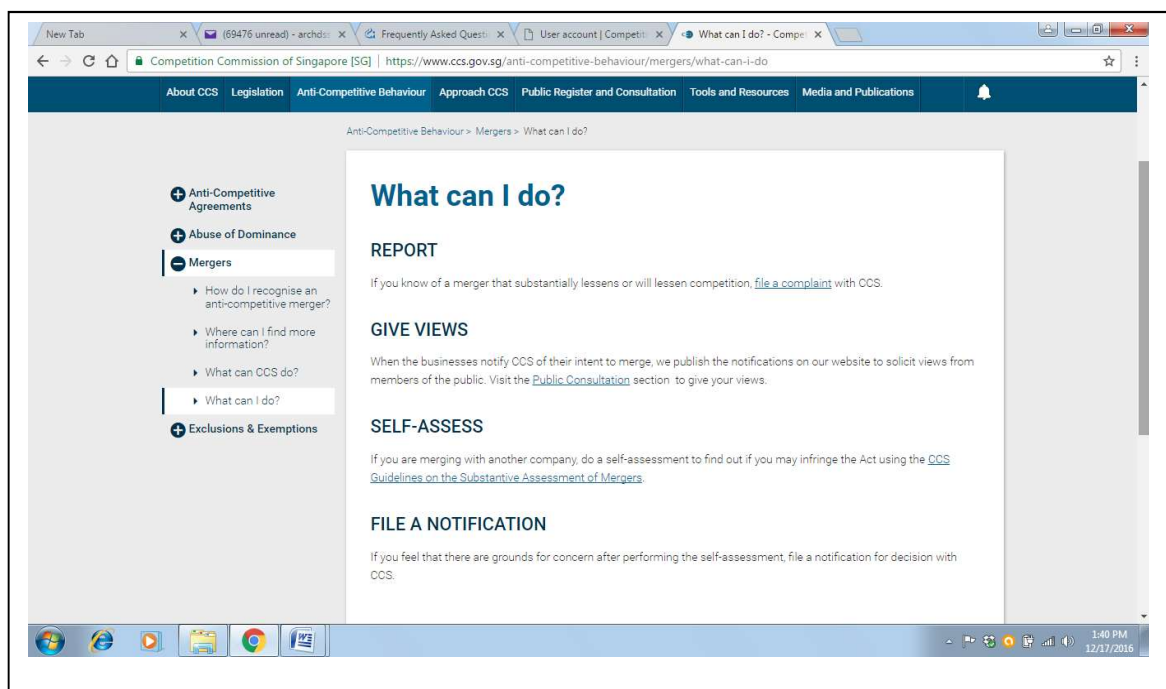 New Tab
(69476 unread) - archds
Frequently Asked Questi
User account | Competiti
What can I do? - Compe
Competition Commission of Singapore [SG] | https://www.ccs.gov.sg/anti-competitive-behaviour/mergers/what-can-i-do
About CCS Legislation Anti-Competitive Behaviour Approach CCS Public Register and Consultation Tools and Resources Media and Publications
Anti-Competitive Behaviour > Mergers > What can I do?
Anti-Competitive
Agreements
Abuse of Dominance
Mergers
How do I recognise an
anti-competitive merger?
Where can I find more
information?
What can CCS do?
What can I do?
Exclusions & Exemptions
What can I do?
REPORT
If you know of a merger that substantially lessens or will lessen competition, file a complaint with CCS.
GIVE VIEWS
When the businesses notify CCS of their intent to merge, we publish the notifications on our website to solicit views from
members of the public. Visit the Public Consultation section to give your views.
SELF-ASSESS
If you are merging with another company, do a self-assessment to find out if you may infringe the Act using the CCS
Guidelines on the Substantive Assessment of Mergers.
FILE A NOTIFICATION
If you feel that there are grounds for concern after performing the self-assessment, file a notification for decision with
CCS.
1:40 PM
12/17/2016